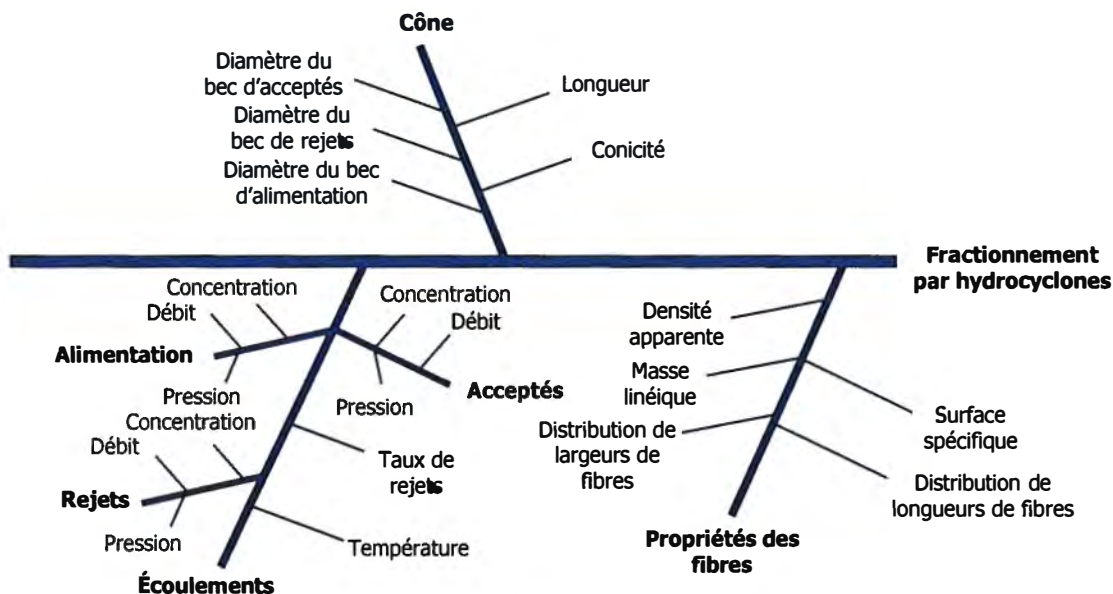 Cône
Diamètre du
bec d'acceptés
Longueur
Diamètre du
bec de rejets
Conicité
Diamètre du bec
d'alimentation
Fractionnement
par hydrocyclones
Concentration
Débit
Alimentation
Pression
Concentration
Débit
Acceptés
Pression
Concentration
Débit
Rejets
Pression
Taux de
rejets
Température
Écoulements
Densité
apparente
Masse
linéique
Distribution de
largeurs de
fibres
Surface
spécifique
Distribution de
longueurs de fibres
Propriétés des
fibres